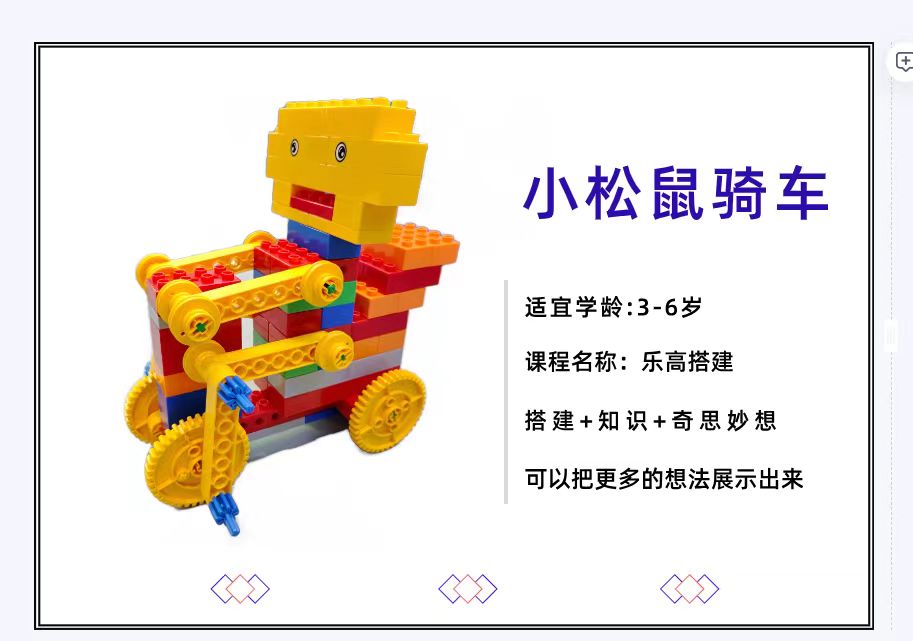 小松鼠骑车
适宜学龄:3-6岁
课程名称：乐高搭建
搭建+知识+奇思妙想
可以把更多的想法展示出来